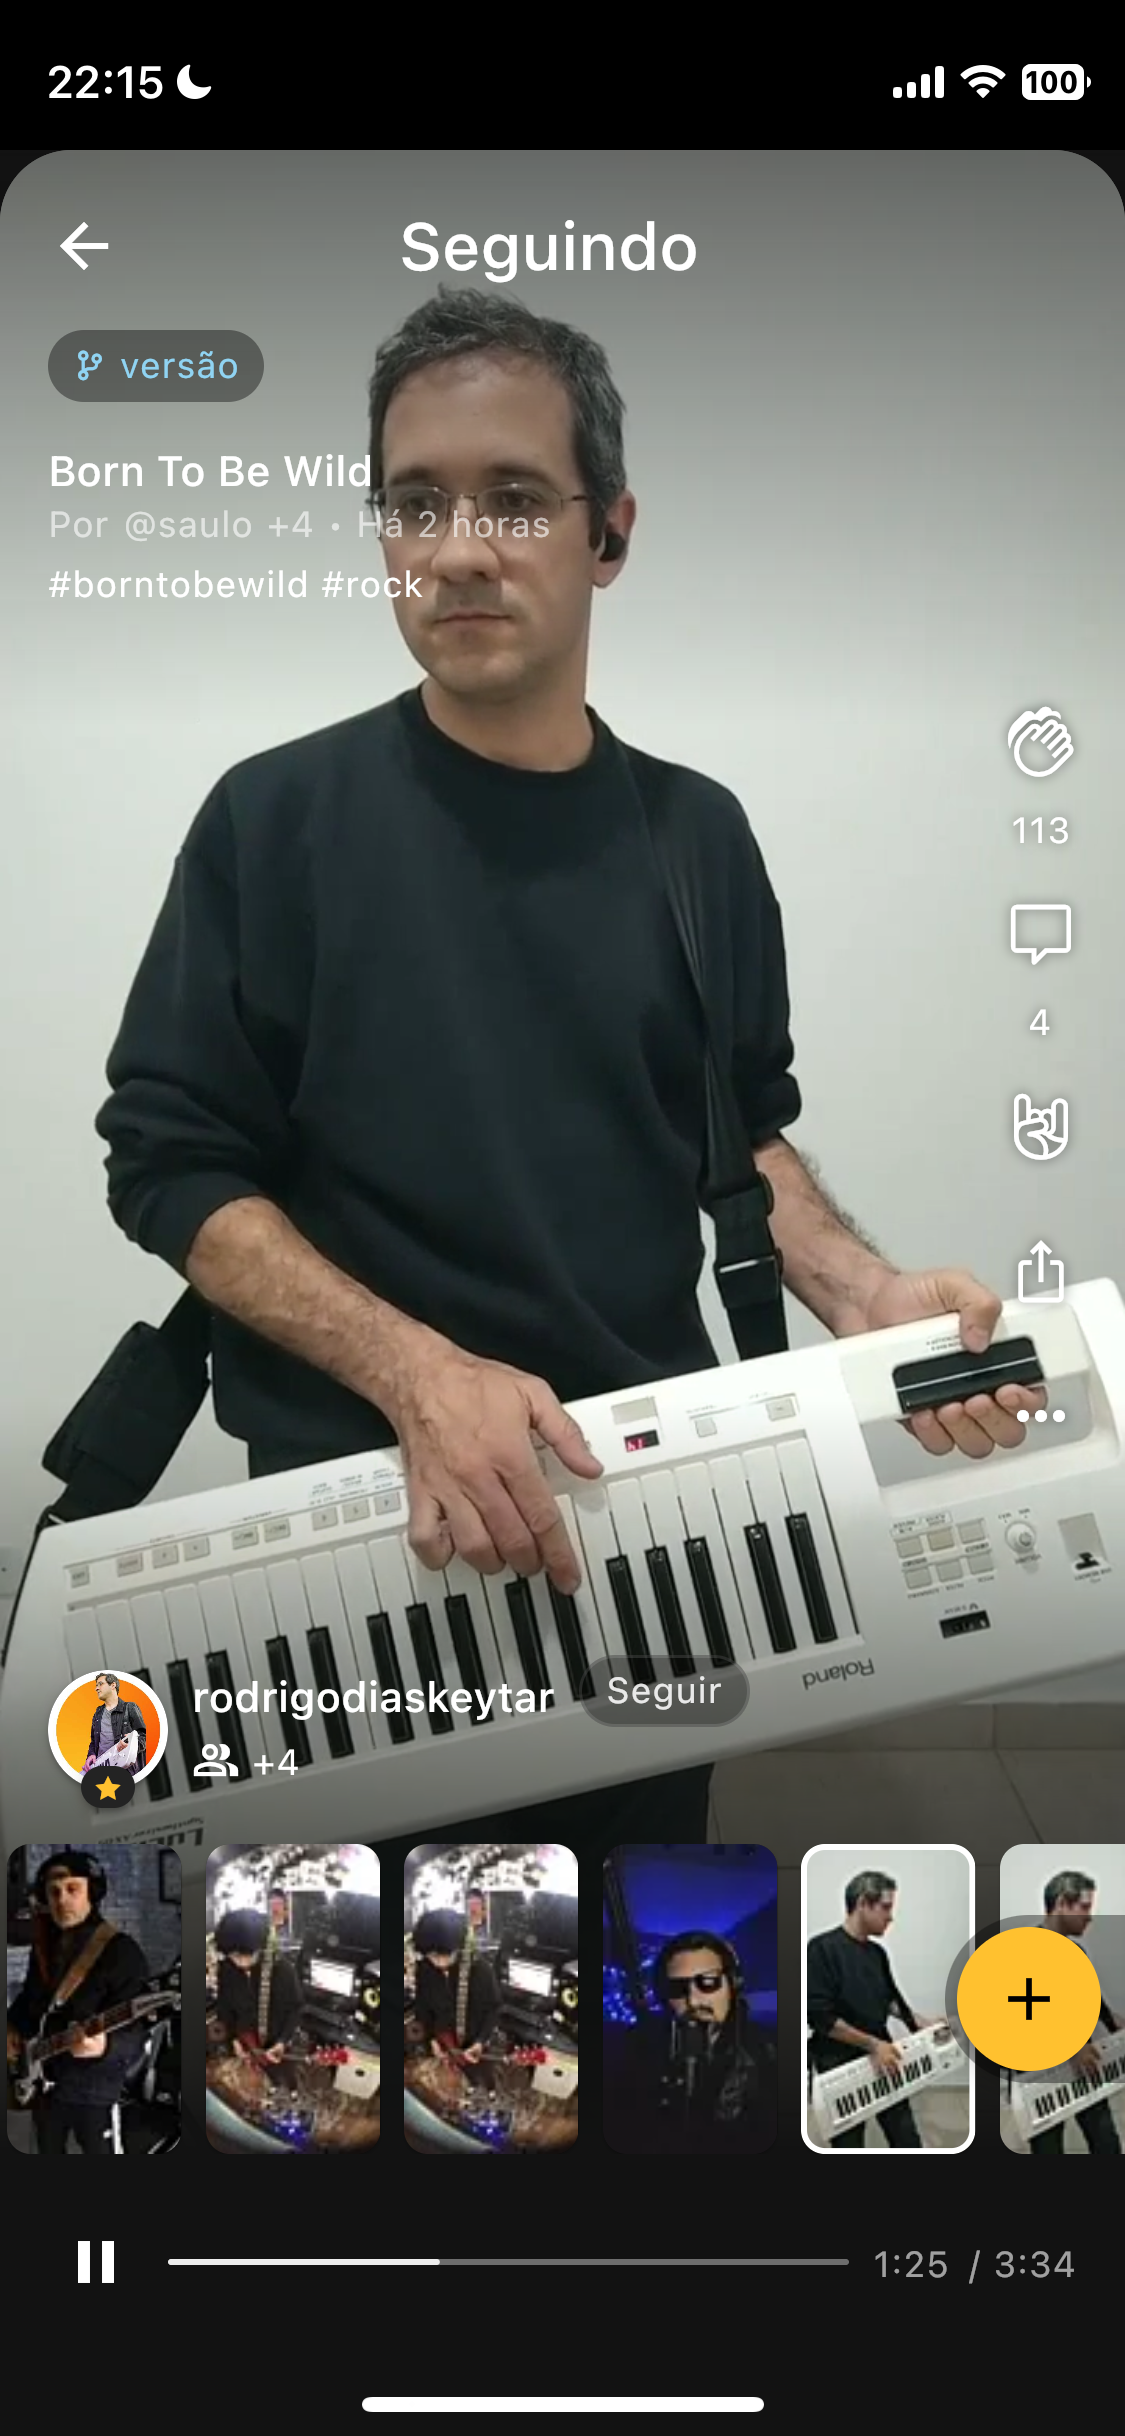 22:15
100
Seguindo
versão
Born To Be Wild
Por @saulo +4 • Há 2 horas
#borntobewild #rock
113
4
Roland
rodrigodiaskeytar
Seguir
+4
1:25 / 3:34